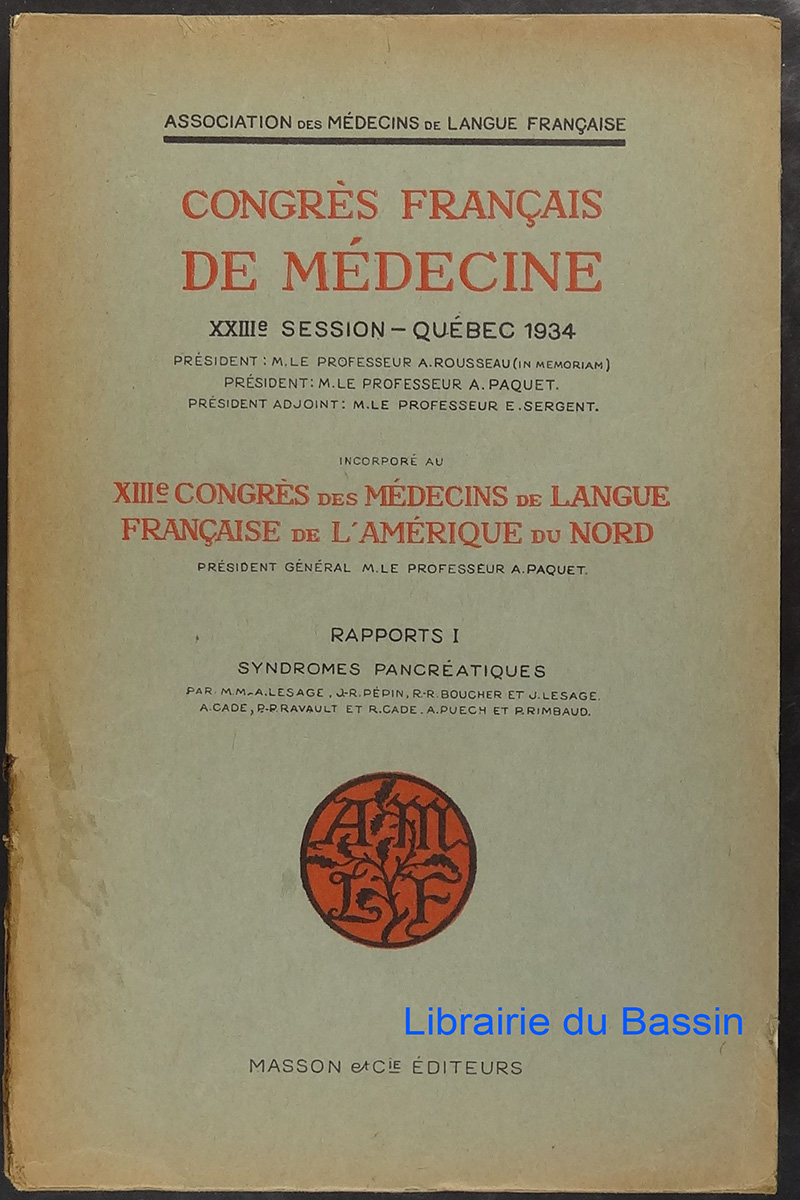 ASSOCIATION DES MÉDECINS DE LANGUE FRANÇAISE
CONGRÈS FRANÇAIS
DE MÉDECINE
XXIIIe SESSION – QUÉBEC 1934
PRÉSIDENT : M. LE PROFESSEUR A. ROUSSEAU (IN MEMORIAM)
PRÉSIDENT : M. LE PROFESSEUR A. PAQUET.
PRÉSIDENT ADJOINT : M. LE PROFESSEUR E. SERGENT.
INCORPORÉ AU
XIIIe CONGRÈS DES MÉDECINS DE LANGUE
FRANÇAISE DE L'AMÉRIQUE DU NORD
PRÉSIDENT GÉNÉRAL M. LE PROFESSEUR A. PAQUET.
RAPPORTS I
SYNDROMES PANCRÉATIQUES
PAR M.M. A. LESAGE, J.-R. PÉPIN, R.-R. BOUCHER ET J. LESAGE.
A. CADE, P.-P. RAVAULT ET R. CADE. A. PUECH ET P. RIMBAUD.
AM
LF
Librairie du Bassin
MASSON et CIE ÉDITEURS